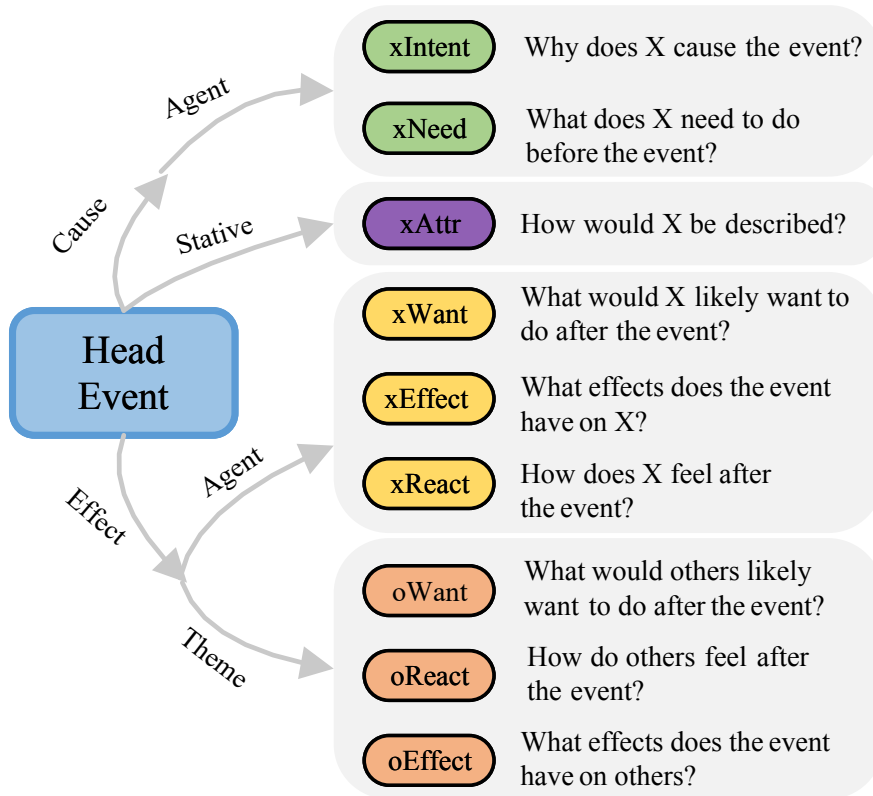 xIntent
Why does X cause the event?
Agent
xNeed
What does X need to do
before the event?
Cause
Stative
xAttr
How would X be described?
Head
Event
xWant
What would X likely want to
do after the event?
xEffect
What effects does the event
have on X?
Agent
xReact
How does X feel after
the event?
Effect
oWant
What would others likely
want to do after the event?
Theme
oReact
How do others feel after
the event?
oEffect
What effects does the event
have on others?